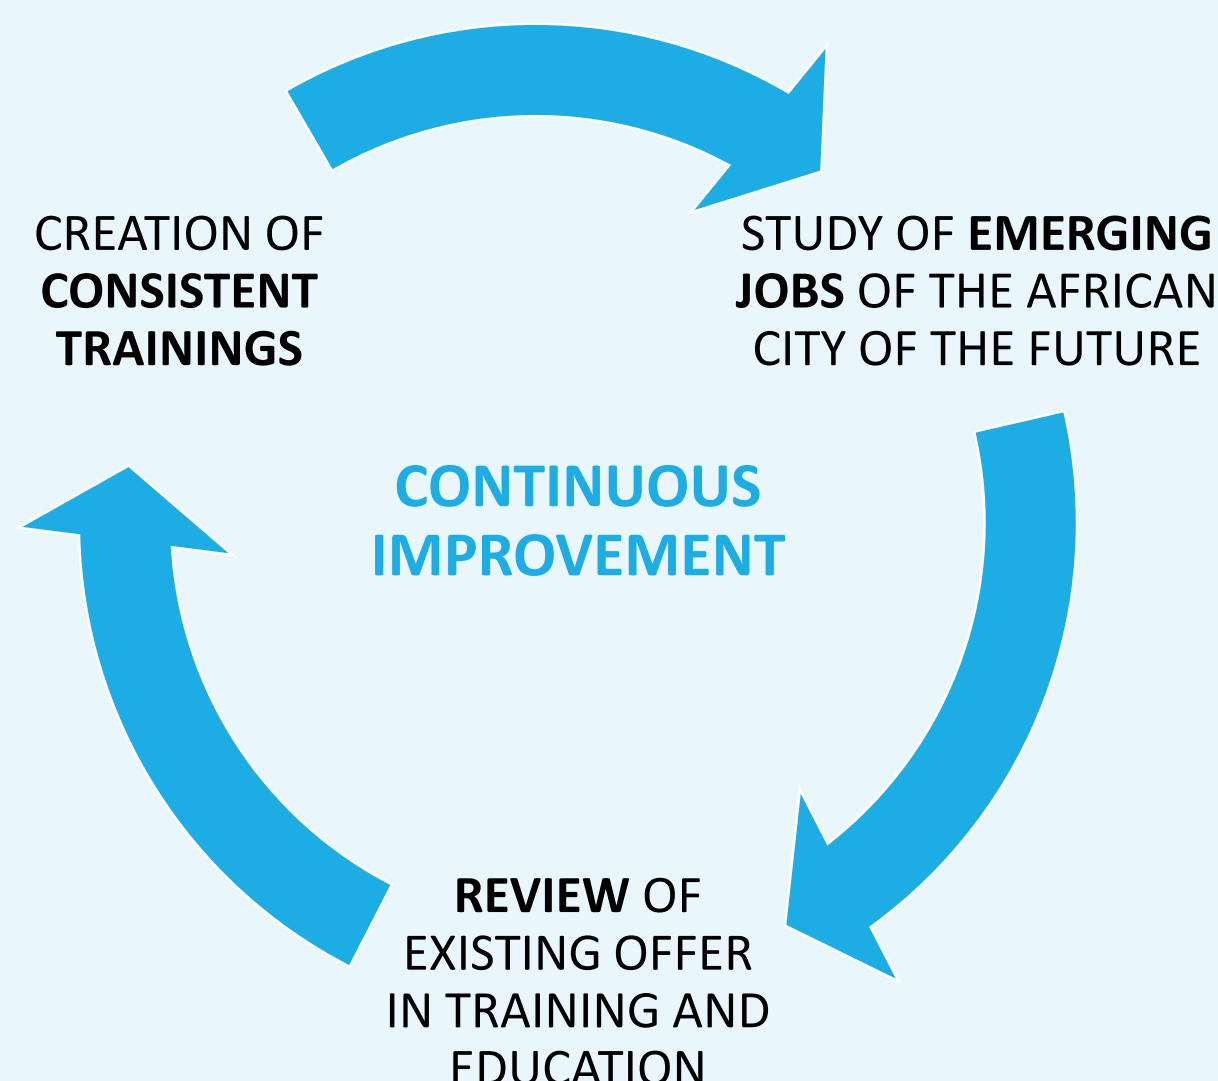 CREATION OF
CONSISTENT
TRAININGS
STUDY OF EMERGING
JOBS OF THE AFRICAN
CITY OF THE FUTURE
CONTINUOUS
IMPROVEMENT
REVIEW OF
EXISTING OFFER
IN TRAINING AND
EDUCATION